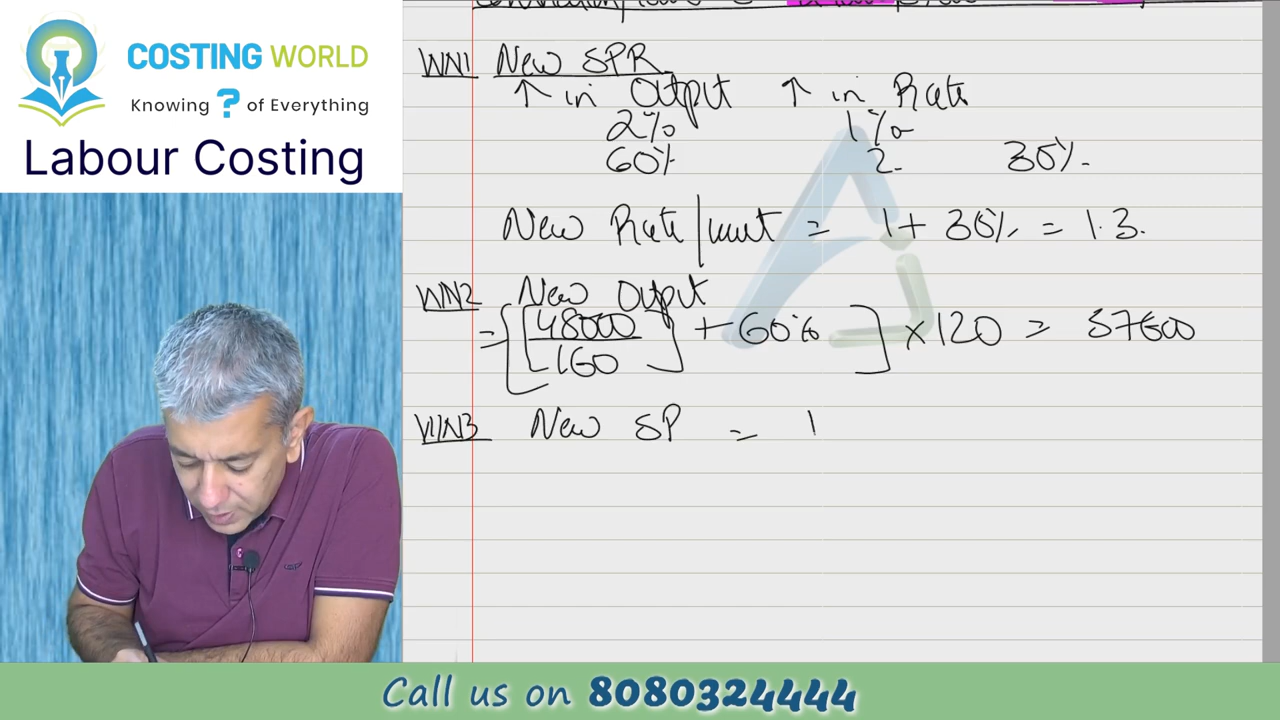 COSTING WORLD
Knowing ? of Everything
Labour Costing
WN1 New SPR
↑ in Output ↑ in Rate
2% 1%
60% 2. 30%.
New Rate/unit = 1 + 30% = 1.3.
WN2 New Output
= [[48000/160] + 60%] × 120 = 57600
WN3 New SP = 1
Call us on 8080324444